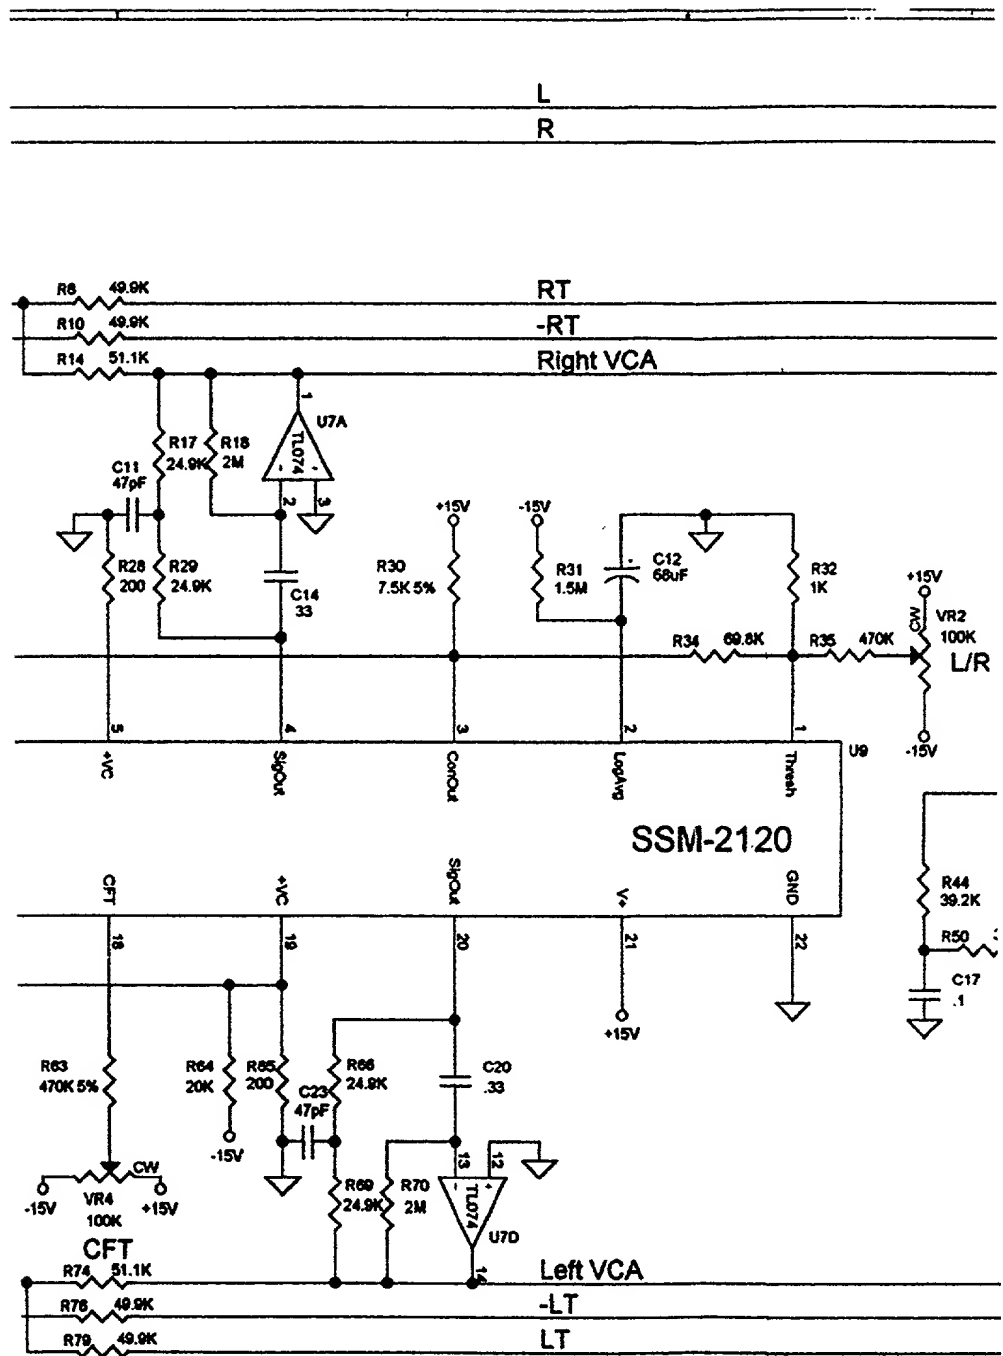 L
R
R6 49.9K RT
R10 49.9K -RT
R14 51.1K Right VCA
1
U7A
TL074
- -
2 3
R17
24.9K
R18
2M
C11
47pF
R28
200
R29
24.9K
C14
.33
+15V
R30
7.5K 5%
-15V
R31
1.5M
C12
68uF
R32
1K
R34 69.8K
R35 470K
+15V
CW
VR2
100K
L/R
-15V
5 4 3 2 1
U9
+VC SigOut ConOut LogAvg Thresh
SSM-2120
CFT +VC SigOut V+ GND
18 19 20 21 22
R44
39.2K
R50
C17
.1
+15V
R63
470K 5%
R64
20K
R65
200
R66
24.9K
C20
.33
C23
47pF
-15V
CW
-15V VR4 +15V
100K
CFT
R69
24.9K
R70
2M
13 12
- +
TL074
U7D
14
R74 51.1K Left VCA
R76 49.9K -LT
R79 49.9K LT